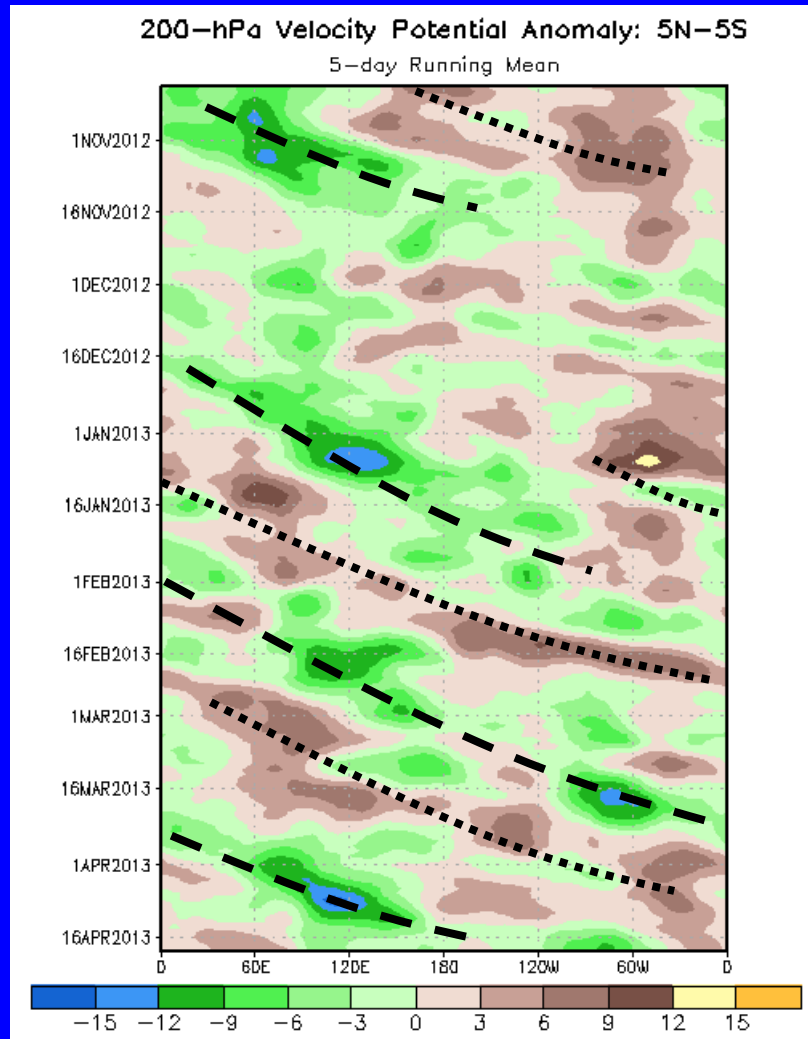 200-hPa Velocity Potential Anomaly: 5N-5S
5-day Running Mean
1NOV2012
16NOV2012
1DEC2012
16DEC2012
1JAN2013
16JAN2013
1FEB2013
16FEB2013
1MAR2013
16MAR2013
1APR2013
16APR2013
0 60E 120E 180 120W 60W 0
-15 -12 -9 -6 -3 0 3 6 9 12 15